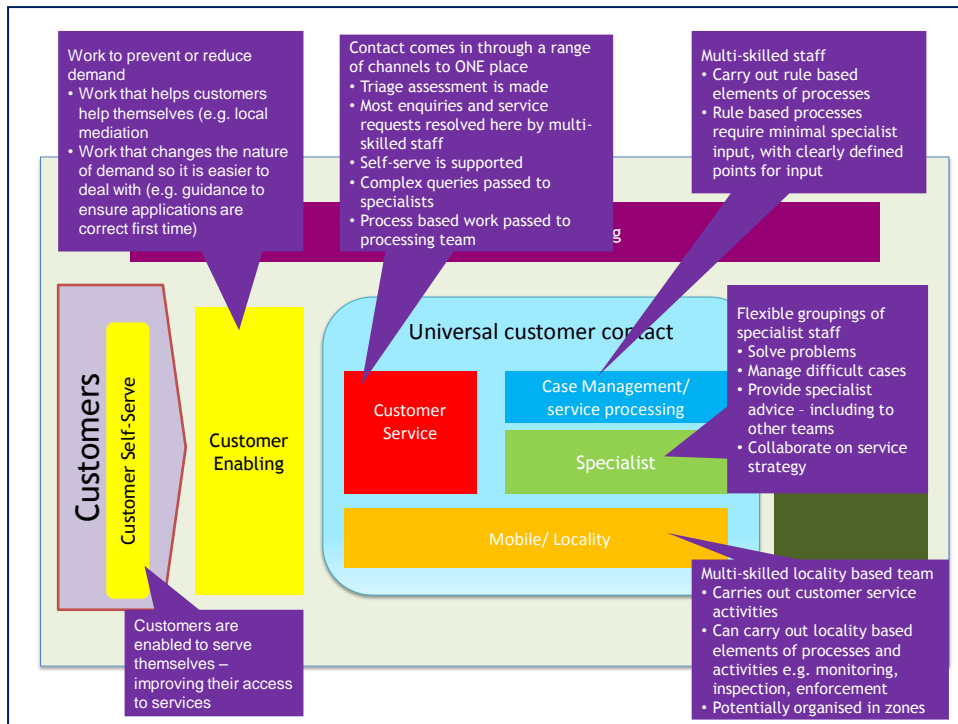 Work to prevent or reduce
demand
• Work that helps customers
help themselves (e.g. local
mediation
• Work that changes the nature
of demand so it is easier to
deal with (e.g. guidance to
ensure applications are
correct first time)
Contact comes in through a range
of channels to ONE place
• Triage assessment is made
• Most enquiries and service
requests resolved here by multi-
skilled staff
• Self-serve is supported
• Complex queries passed to
specialists
• Process based work passed to
processing team
Multi-skilled staff
• Carry out rule based
elements of processes
• Rule based processes
require minimal specialist
input, with clearly defined
points for input
Customers
Customer Self-Serve
Customer
Enabling
Universal customer contact
Customer
Service
Case Management/
service processing
Specialist
Mobile/ Locality
Flexible groupings of
specialist staff
• Solve problems
• Manage difficult cases
• Provide specialist
advice – including to
other teams
• Collaborate on service
strategy
Customers are
enabled to serve
themselves –
improving their access
to services
Multi-skilled locality based team
• Carries out customer service
activities
• Can carry out locality based
elements of processes and
activities e.g. monitoring,
inspection, enforcement
• Potentially organised in zones